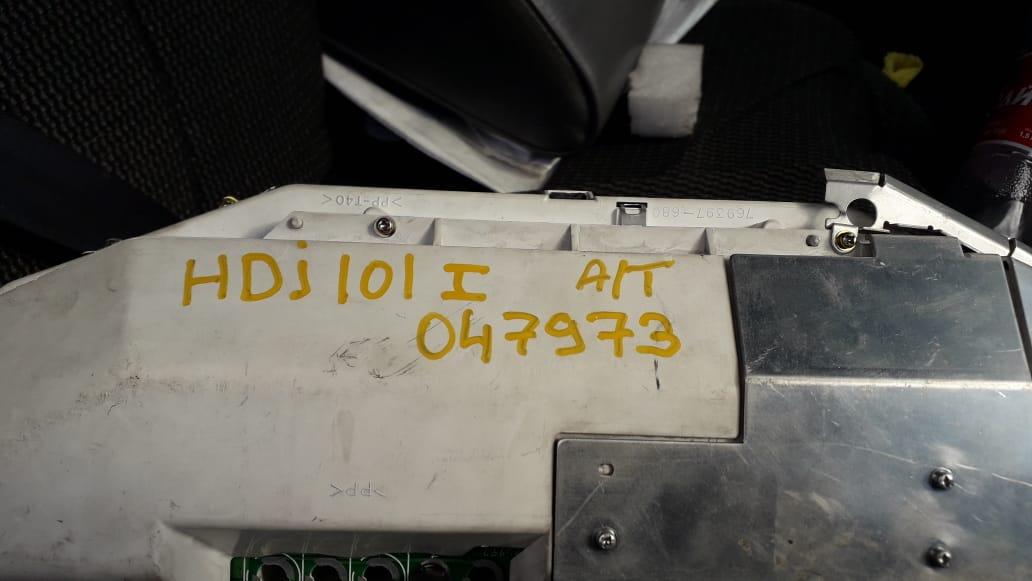 >PP-T40<
769397-680
HDJ 101 I A/T
047973
>PP<